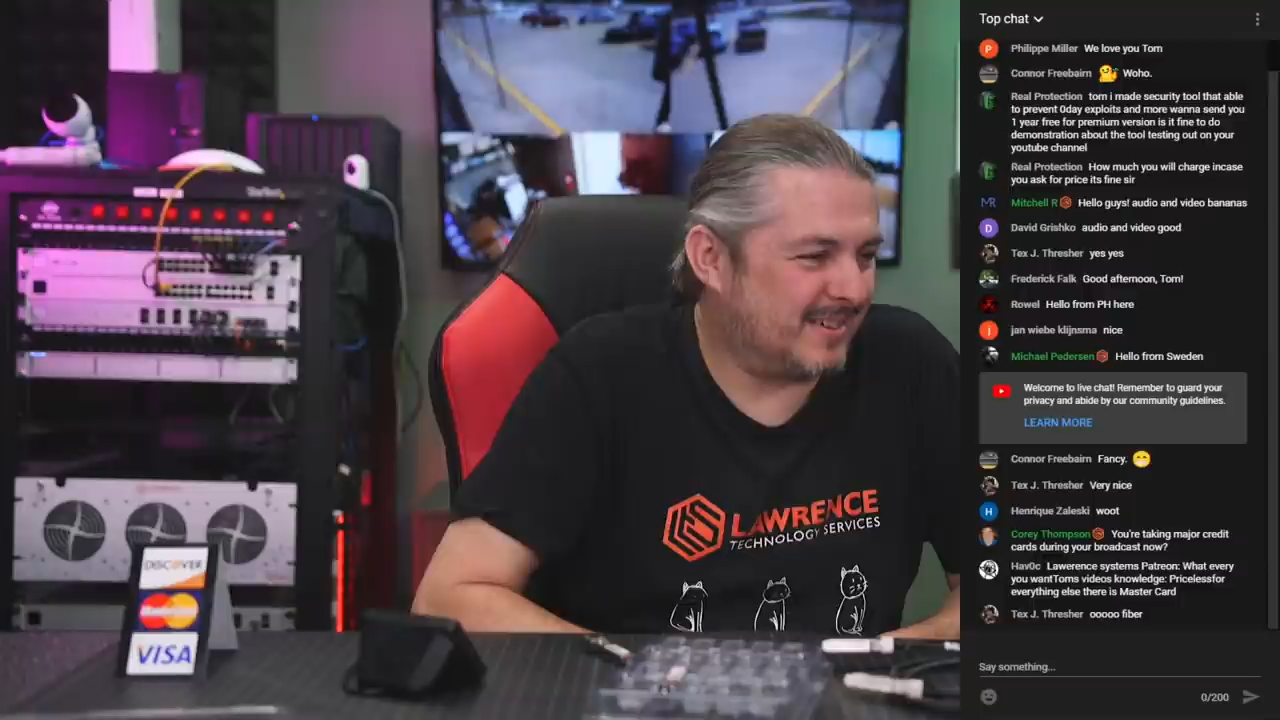 DISCOVER
MasterCard
VISA
LAWRENCE
TECHNOLOGY SERVICES
Top chat
P Philippe Miller We love you Tom
Connor Freebairn Woho.
Real Protection tom i made security tool that able
to prevent 0day exploits and more wanna send you
1 year free for premium version is it fine to do
demonstration about the tool testing out on your
youtube channel
Real Protection How much you will charge incase
you ask for price its fine sir
MR Mitchell R Hello guys! audio and video bananas
D David Grishko audio and video good
Tex J. Thresher yes yes
Frederick Falk Good afternoon, Tom!
Rowel Hello from PH here
j jan wiebe klijnsma nice
Michael Pedersen Hello from Sweden
Welcome to live chat! Remember to guard your
privacy and abide by our community guidelines.
LEARN MORE
Connor Freebairn Fancy.
Tex J. Thresher Very nice
H Henrique Zaleski woot
Corey Thompson You're taking major credit
cards during your broadcast now?
Hav0c Lawerence systems Patreon: What every
you wantToms videos knowledge: Pricelessfor
everything else there is Master Card
Tex J. Thresher ooooo fiber
Say something...
0/200